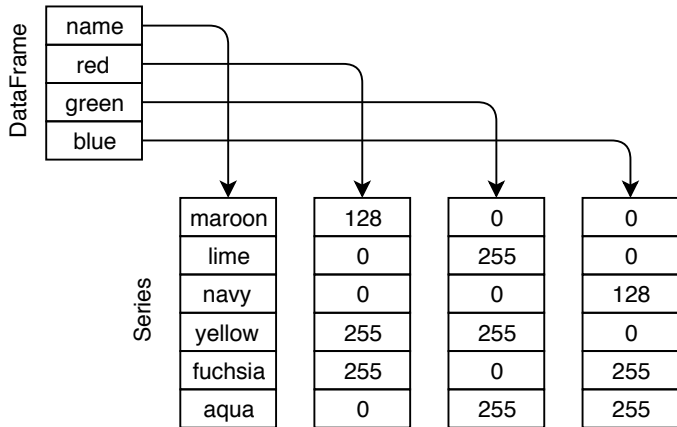 DataFrame
name
red
green
blue
Series
maroon 128 0 0
lime 0 255 0
navy 0 0 128
yellow 255 255 0
fuchsia 255 0 255
aqua 0 255 255